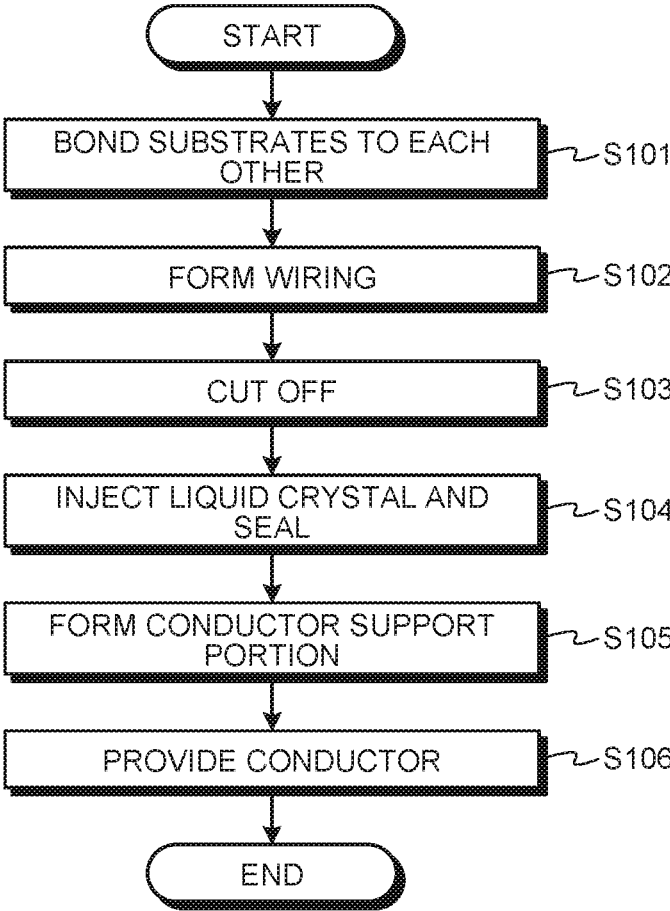 START
BOND SUBSTRATES TO EACH
OTHER
S101
FORM WIRING
S102
CUT OFF
S103
INJECT LIQUID CRYSTAL AND
SEAL
S104
FORM CONDUCTOR SUPPORT
PORTION
S105
PROVIDE CONDUCTOR
S106
END